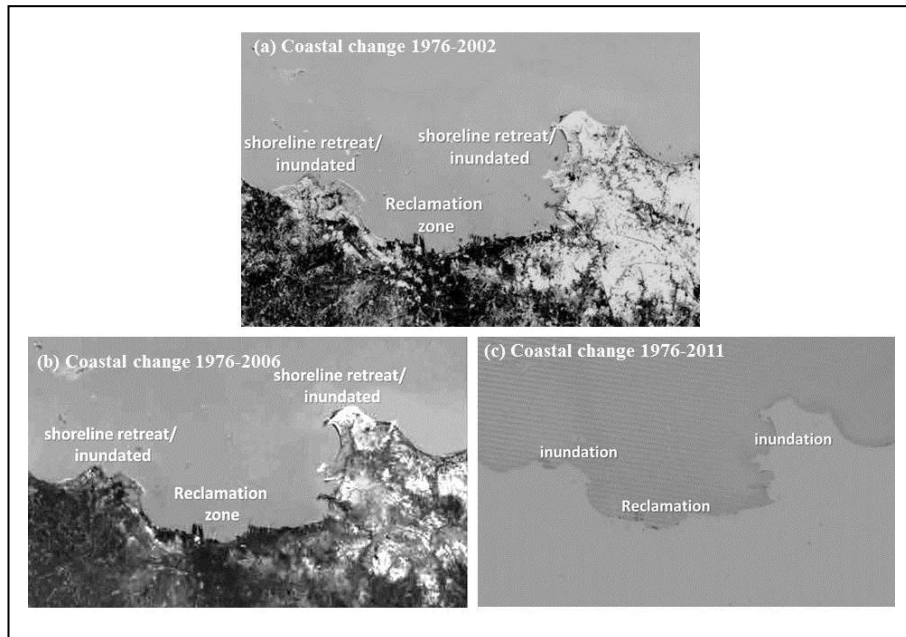 (a) Coastal change 1976-2002
shoreline retreat/
inundated
shoreline retreat/
inundated
Reclamation
zone
(b) Coastal change 1976-2006
shoreline retreat/
inundated
shoreline retreat/
inundated
Reclamation
zone
(c) Coastal change 1976-2011
inundation
inundation
Reclamation